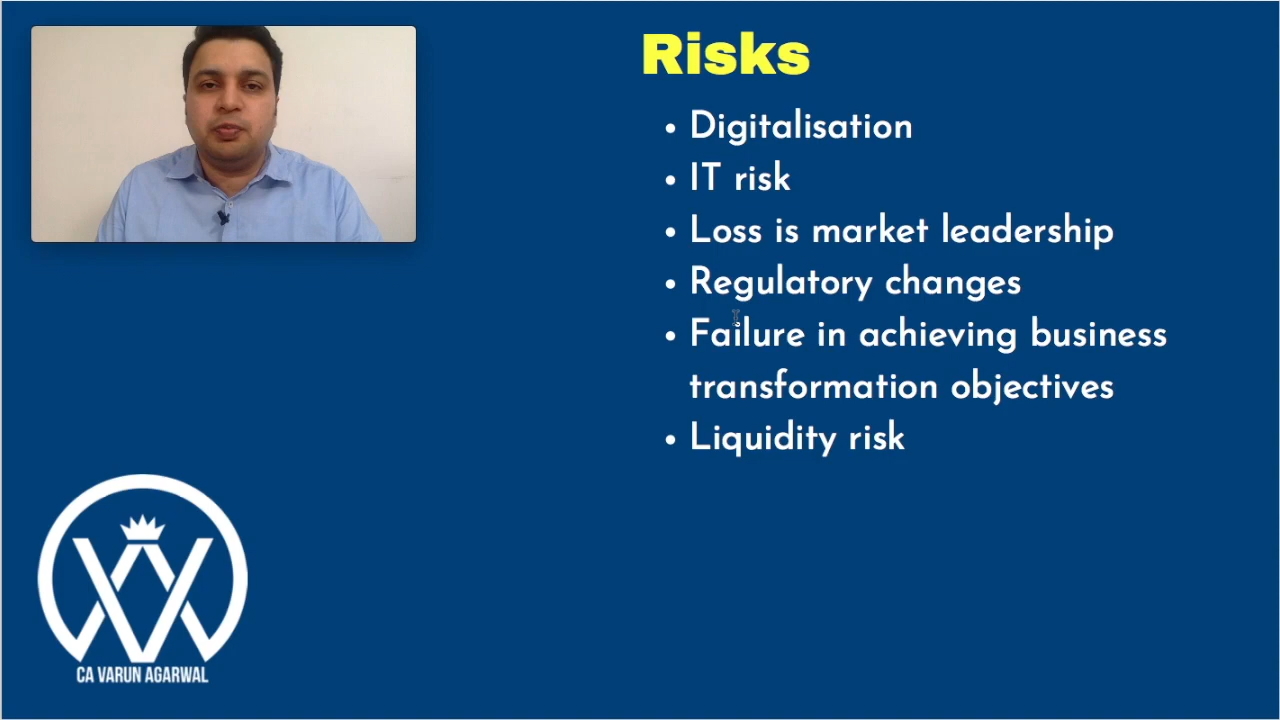 Risks
• Digitalisation
• IT risk
• Loss is market leadership
• Regulatory changes
• Failure in achieving business
transformation objectives
• Liquidity risk
CA VARUN AGARWAL